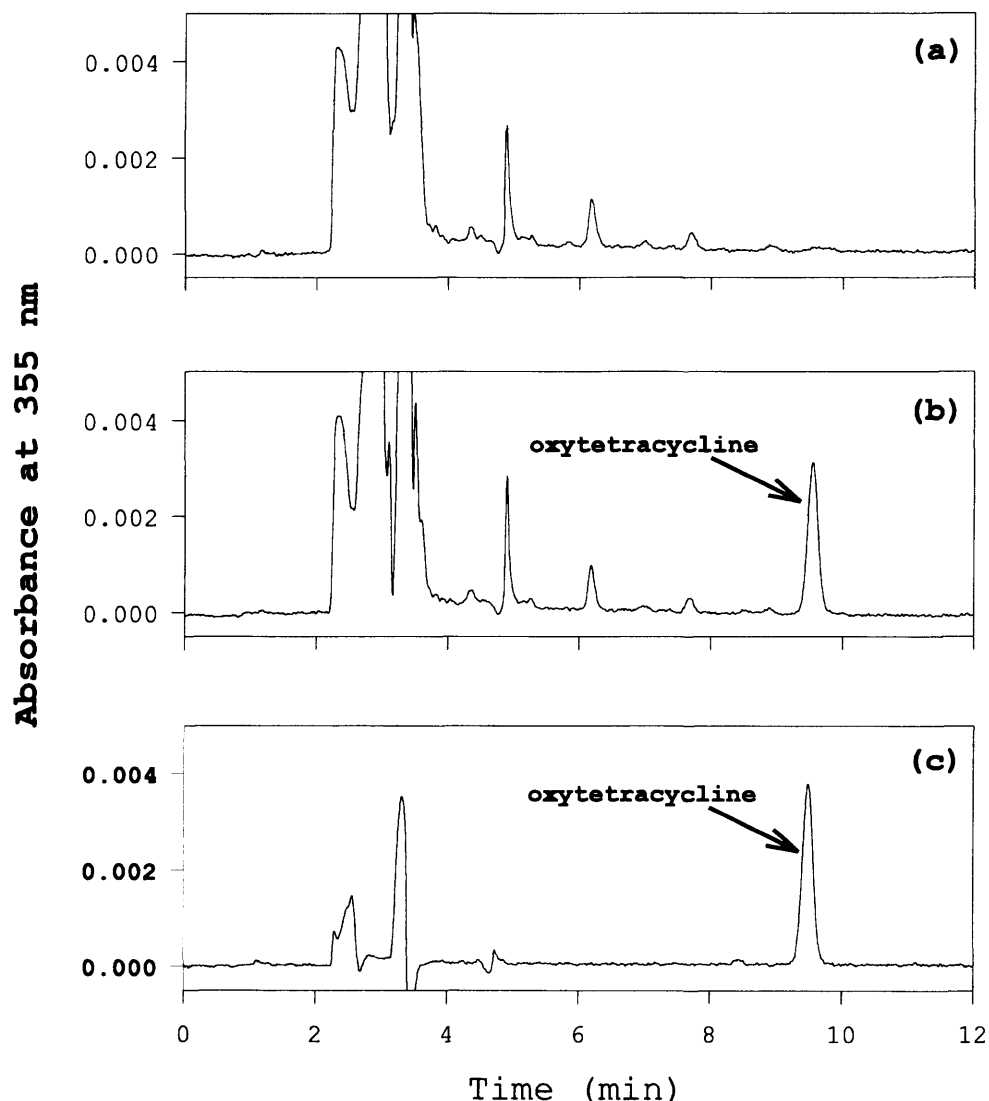 Absorbance at 355 nm
(a)
0.004
0.002
0.000
(b)
0.004
oxytetracycline
0.002
0.000
(c)
0.004
oxytetracycline
0.002
0.000
0 2 4 6 8 10 12
Time (min)